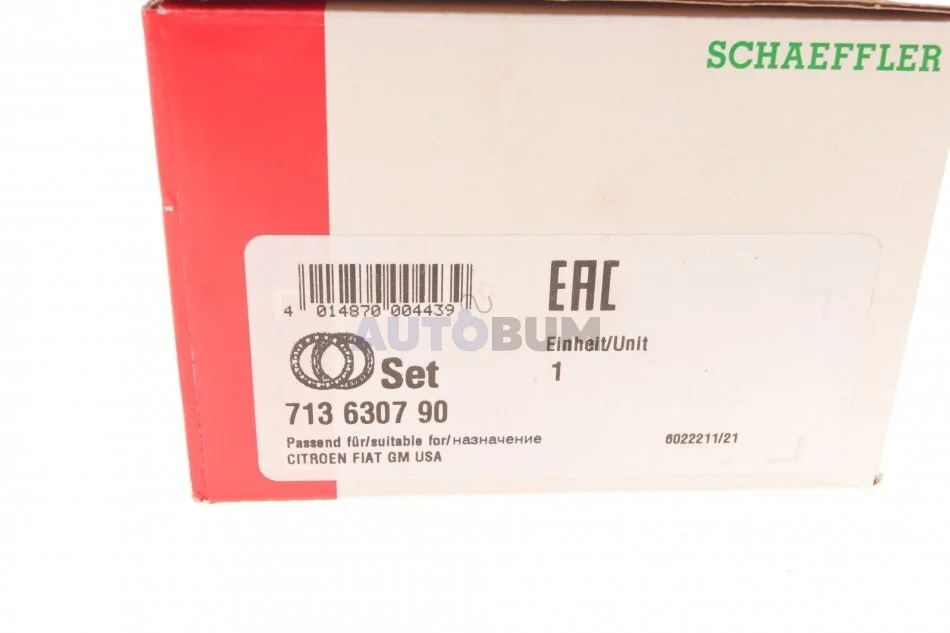 SCHAEFFLER
EAC
4 014870 004439
AUTOBUM
Einheit/Unit
1
Set
713 6307 90
Passend für/suitable for/назначение
6022211/21
CITROEN FIAT GM USA